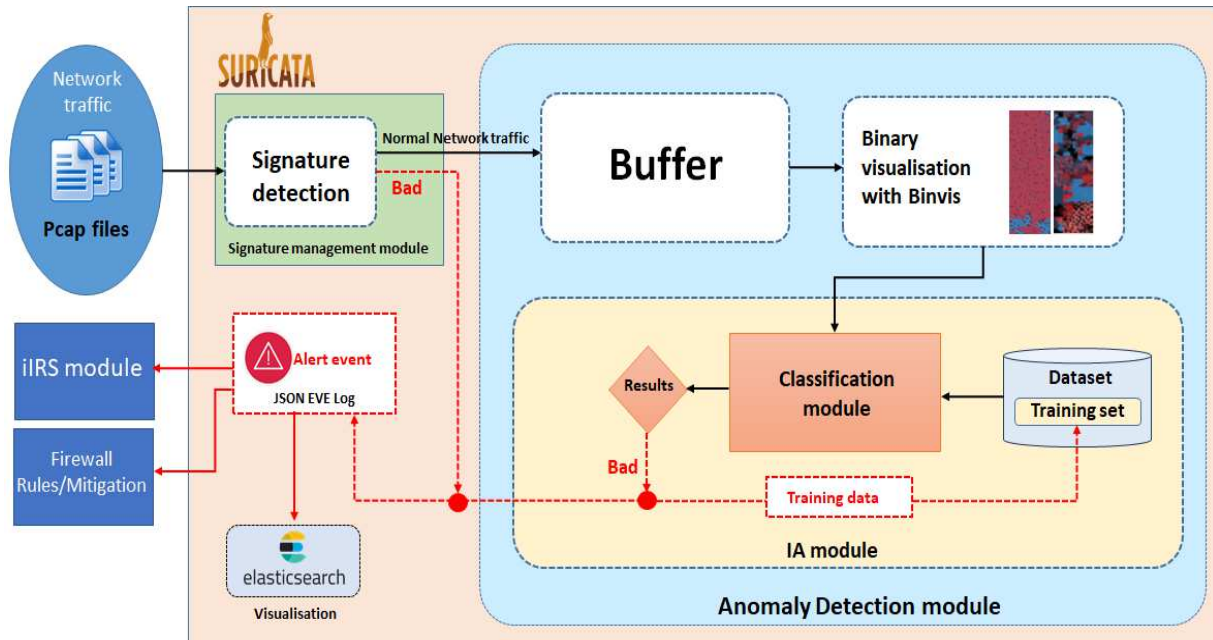 Network
traffic
Pcap files
SURICATA
Signature
detection
Signature management module
Normal Network traffic
Bad
Buffer
Binary
visualisation
with Binvis
iIRS module
Firewall
Rules/Mitigation
Alert event
JSON EVE Log
elasticsearch
Visualisation
Results
Bad
Classification
module
Dataset
Training set
Training data
IA module
Anomaly Detection module